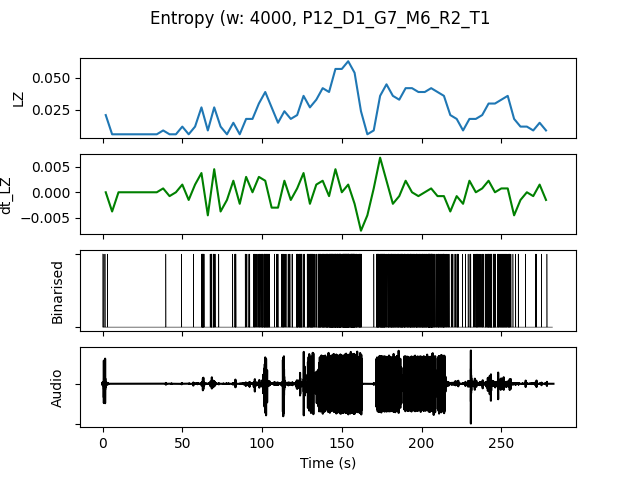 Entropy (w: 4000, P12_D1_G7_M6_R2_T1
LZ
0.050
0.025
dt_LZ
0.005
0.000
−0.005
Binarised
Audio
0
50
100
150
200
250
Time (s)